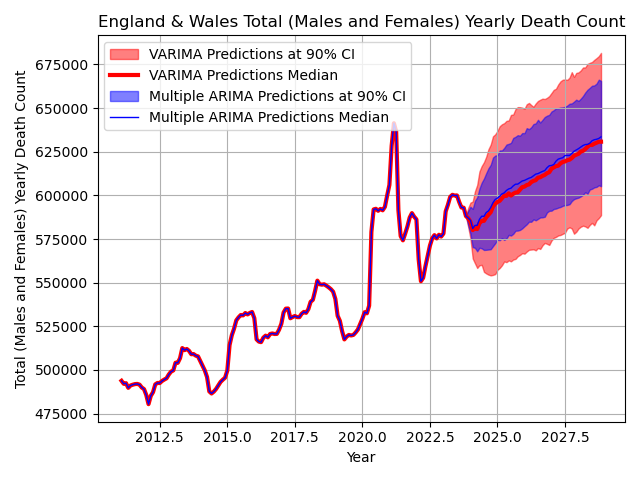 England & Wales Total (Males and Females) Yearly Death Count
VARIMA Predictions at 90% CI
VARIMA Predictions Median
Multiple ARIMA Predictions at 90% CI
Multiple ARIMA Predictions Median
Total (Males and Females) Yearly Death Count
675000
650000
625000
600000
575000
550000
525000
500000
475000
2012.5 2015.0 2017.5 2020.0 2022.5 2025.0 2027.5
Year